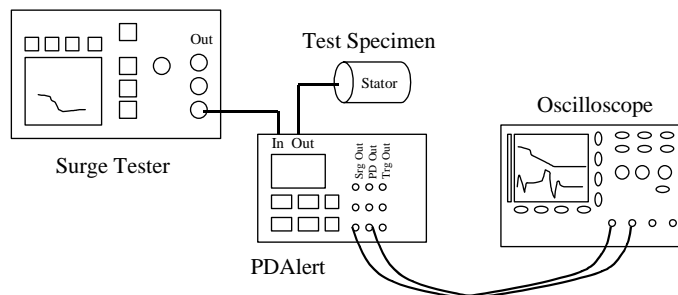 Out
Test Specimen
Stator
Oscilloscope
Surge Tester
In Out
Srg Out
PD Out
Trg Out
PDAlert